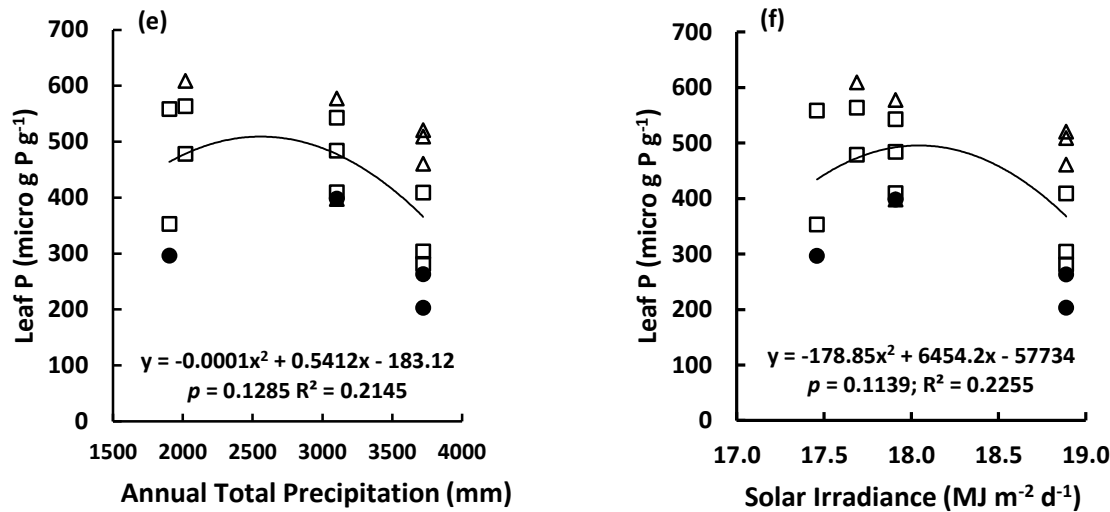 (e)
Leaf P (micro g P g⁻¹)
700
600
500
400
300
200
100
0
y = -0.0001x² + 0.5412x - 183.12
p = 0.1285 R² = 0.2145
1500 2000 2500 3000 3500 4000
Annual Total Precipitation (mm)
(f)
Leaf P (micro g P g⁻¹)
700
600
500
400
300
200
100
0
y = -178.85x² + 6454.2x - 57734
p = 0.1139; R² = 0.2255
17.0 17.5 18.0 18.5 19.0
Solar Irradiance (MJ m⁻² d⁻¹)